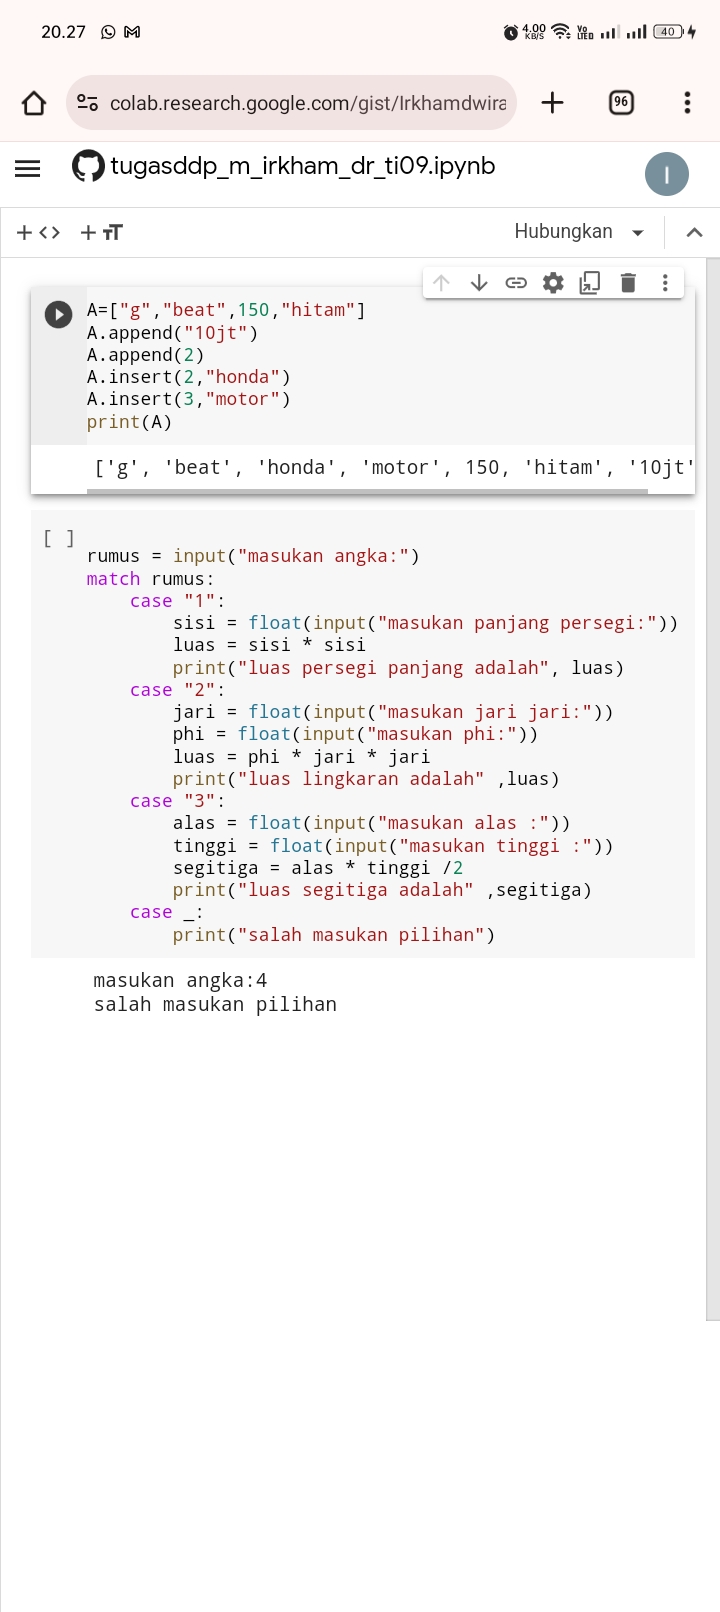 20.27
4.00 KB/S
Vo LTED
40
colab.research.google.com/gist/Irkhamdwira
96
tugasddp_m_irkham_dr_ti09.ipynb
I
+ <> + TT
Hubungkan
A=["g","beat",150,"hitam"]
A.append("10jt")
A.append(2)
A.insert(2,"honda")
A.insert(3,"motor")
print(A)
['g', 'beat', 'honda', 'motor', 150, 'hitam', '10jt'
[ ]
rumus = input("masukan angka:")
match rumus:
    case "1":
        sisi = float(input("masukan panjang persegi:"))
        luas = sisi * sisi
        print("luas persegi panjang adalah", luas)
    case "2":
        jari = float(input("masukan jari jari:"))
        phi = float(input("masukan phi:"))
        luas = phi * jari * jari
        print("luas lingkaran adalah" ,luas)
    case "3":
        alas = float(input("masukan alas :"))
        tinggi = float(input("masukan tinggi :"))
        segitiga = alas * tinggi /2
        print("luas segitiga adalah" ,segitiga)
    case _:
        print("salah masukan pilihan")
masukan angka:4
salah masukan pilihan